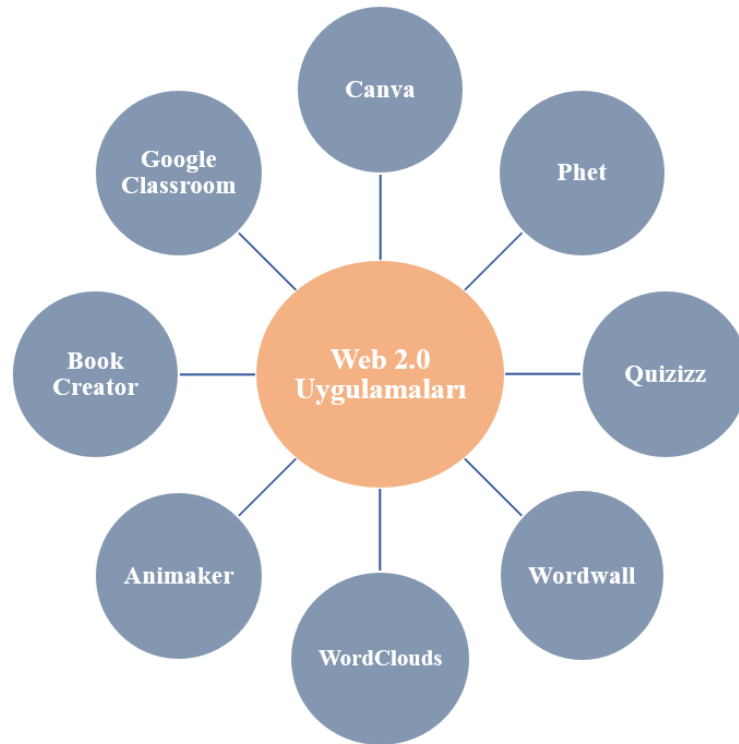 Canva
Google
Classroom
Phet
Book
Creator
Web 2.0
Uygulamaları
Quizizz
Animaker
Wordwall
WordClouds